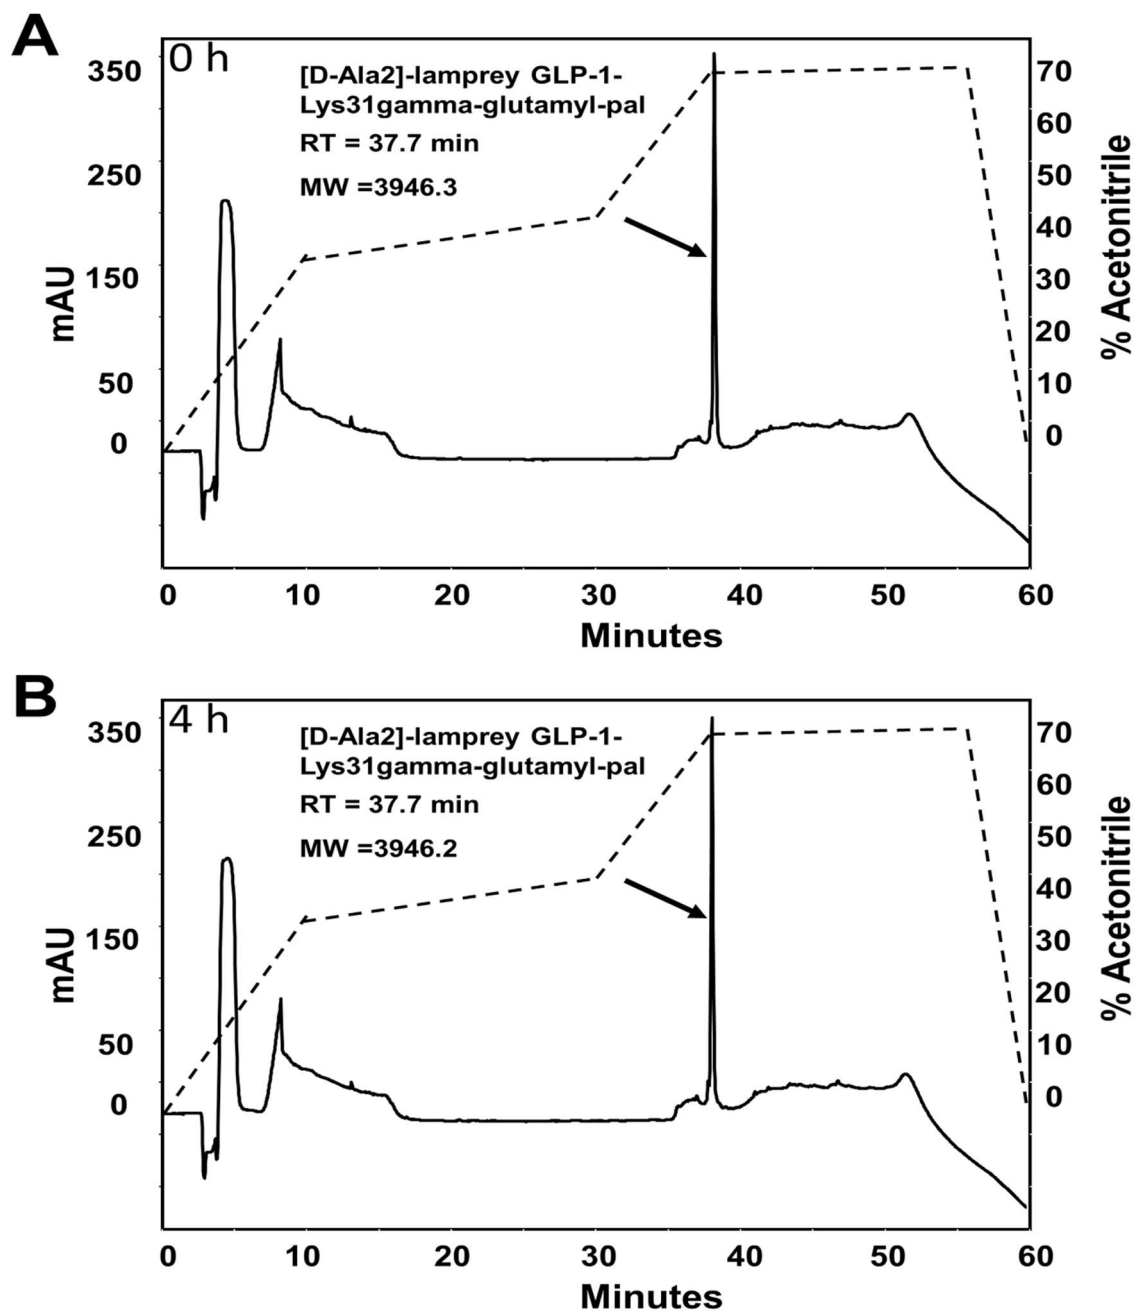 A
0 h
[D-Ala2]-lamprey GLP-1-
Lys31gamma-glutamyl-pal
RT = 37.7 min
MW =3946.3
mAU
350
250
150
50
0
% Acetonitrile
70
60
50
40
30
20
10
0
0 10 20 30 40 50 60
Minutes
B
4 h
[D-Ala2]-lamprey GLP-1-
Lys31gamma-glutamyl-pal
RT = 37.7 min
MW =3946.2
mAU
350
250
150
50
0
% Acetonitrile
70
60
50
40
30
20
10
0
0 10 20 30 40 50 60
Minutes